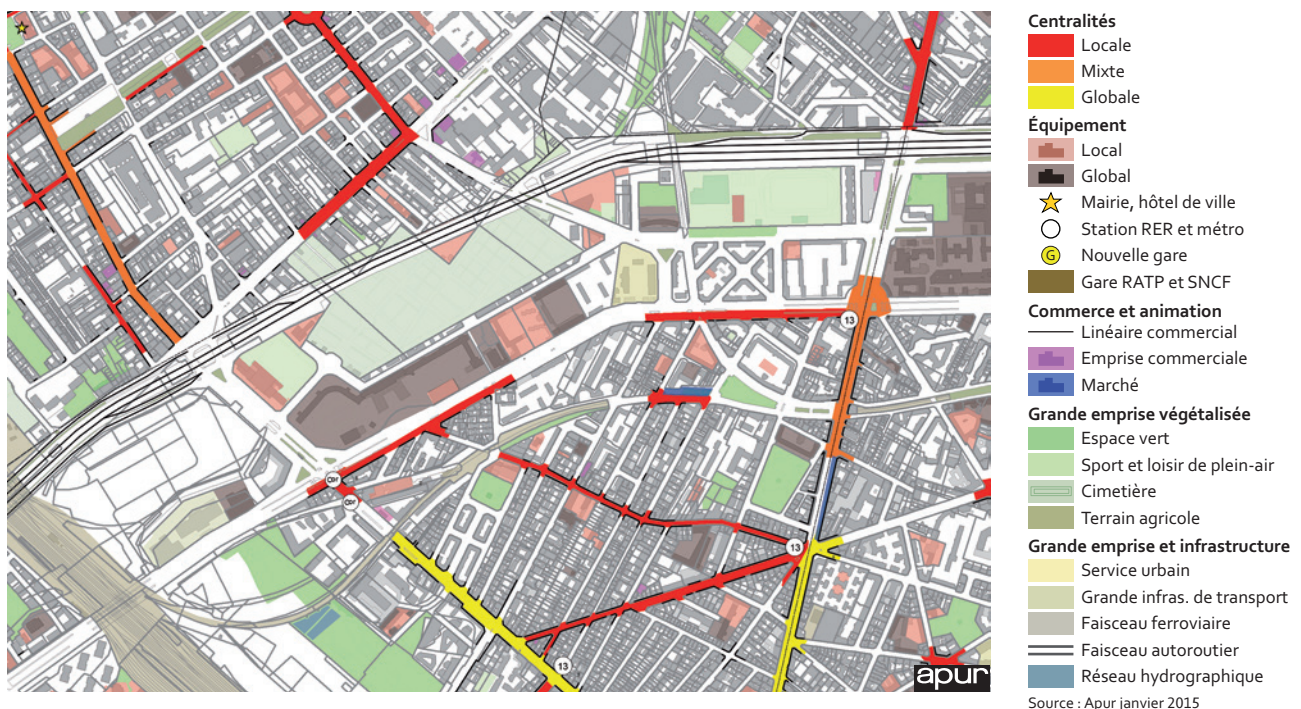 13
13
13
apur
Centralités
Locale
Mixte
Globale
Équipement
Local
Global
Mairie, hôtel de ville
Station RER et métro
G Nouvelle gare
Gare RATP et SNCF
Commerce et animation
Linéaire commercial
Emprise commerciale
Marché
Grande emprise végétalisée
Espace vert
Sport et loisir de plein-air
Cimetière
Terrain agricole
Grande emprise et infrastructure
Service urbain
Grande infras. de transport
Faisceau ferroviaire
Faisceau autoroutier
Réseau hydrographique
Source : Apur janvier 2015